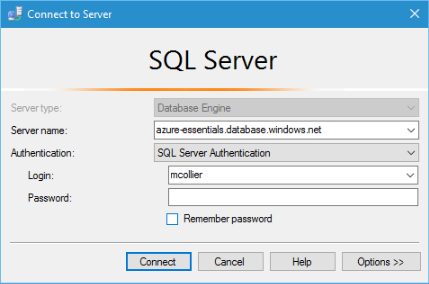 Connect to Server
SQL Server
Server type: Database Engine
Server name: azure-essentials.database.windows.net
Authentication: SQL Server Authentication
Login: mcollier
Password:
Remember password
Connect Cancel Help Options >>